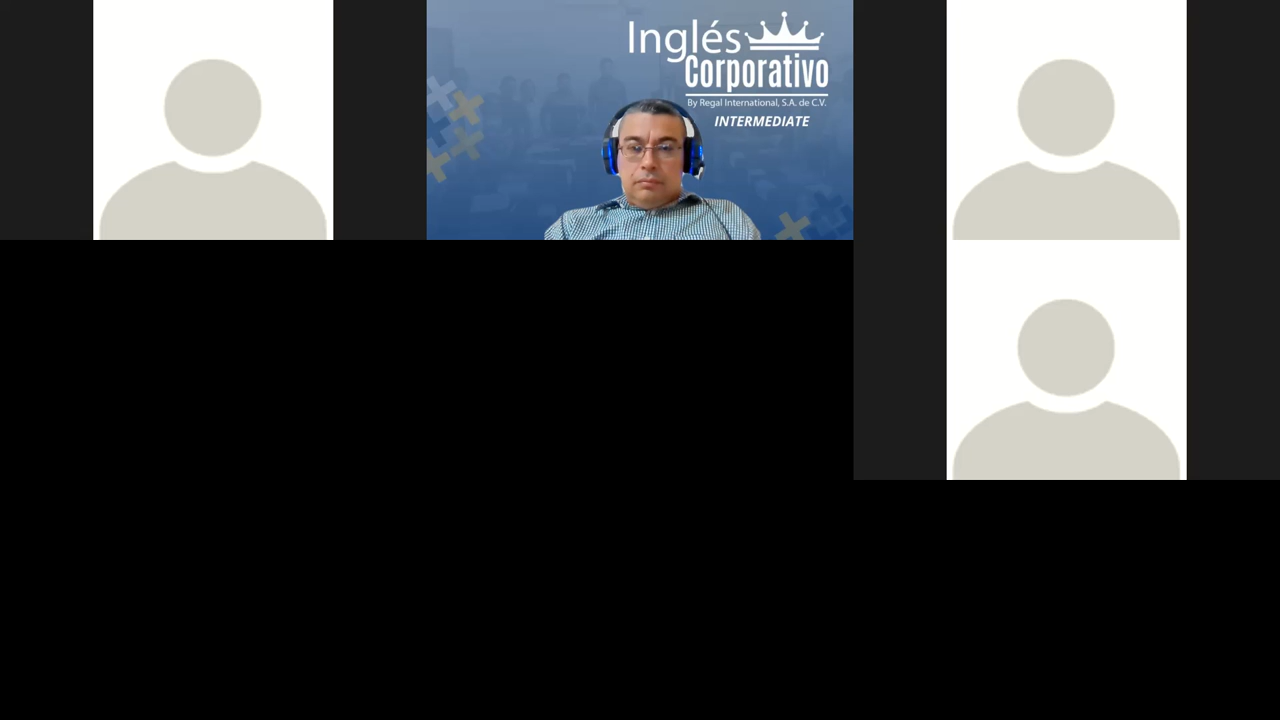 Inglés
Corporativo
By Regal International, S.A. de C.V.
INTERMEDIATE